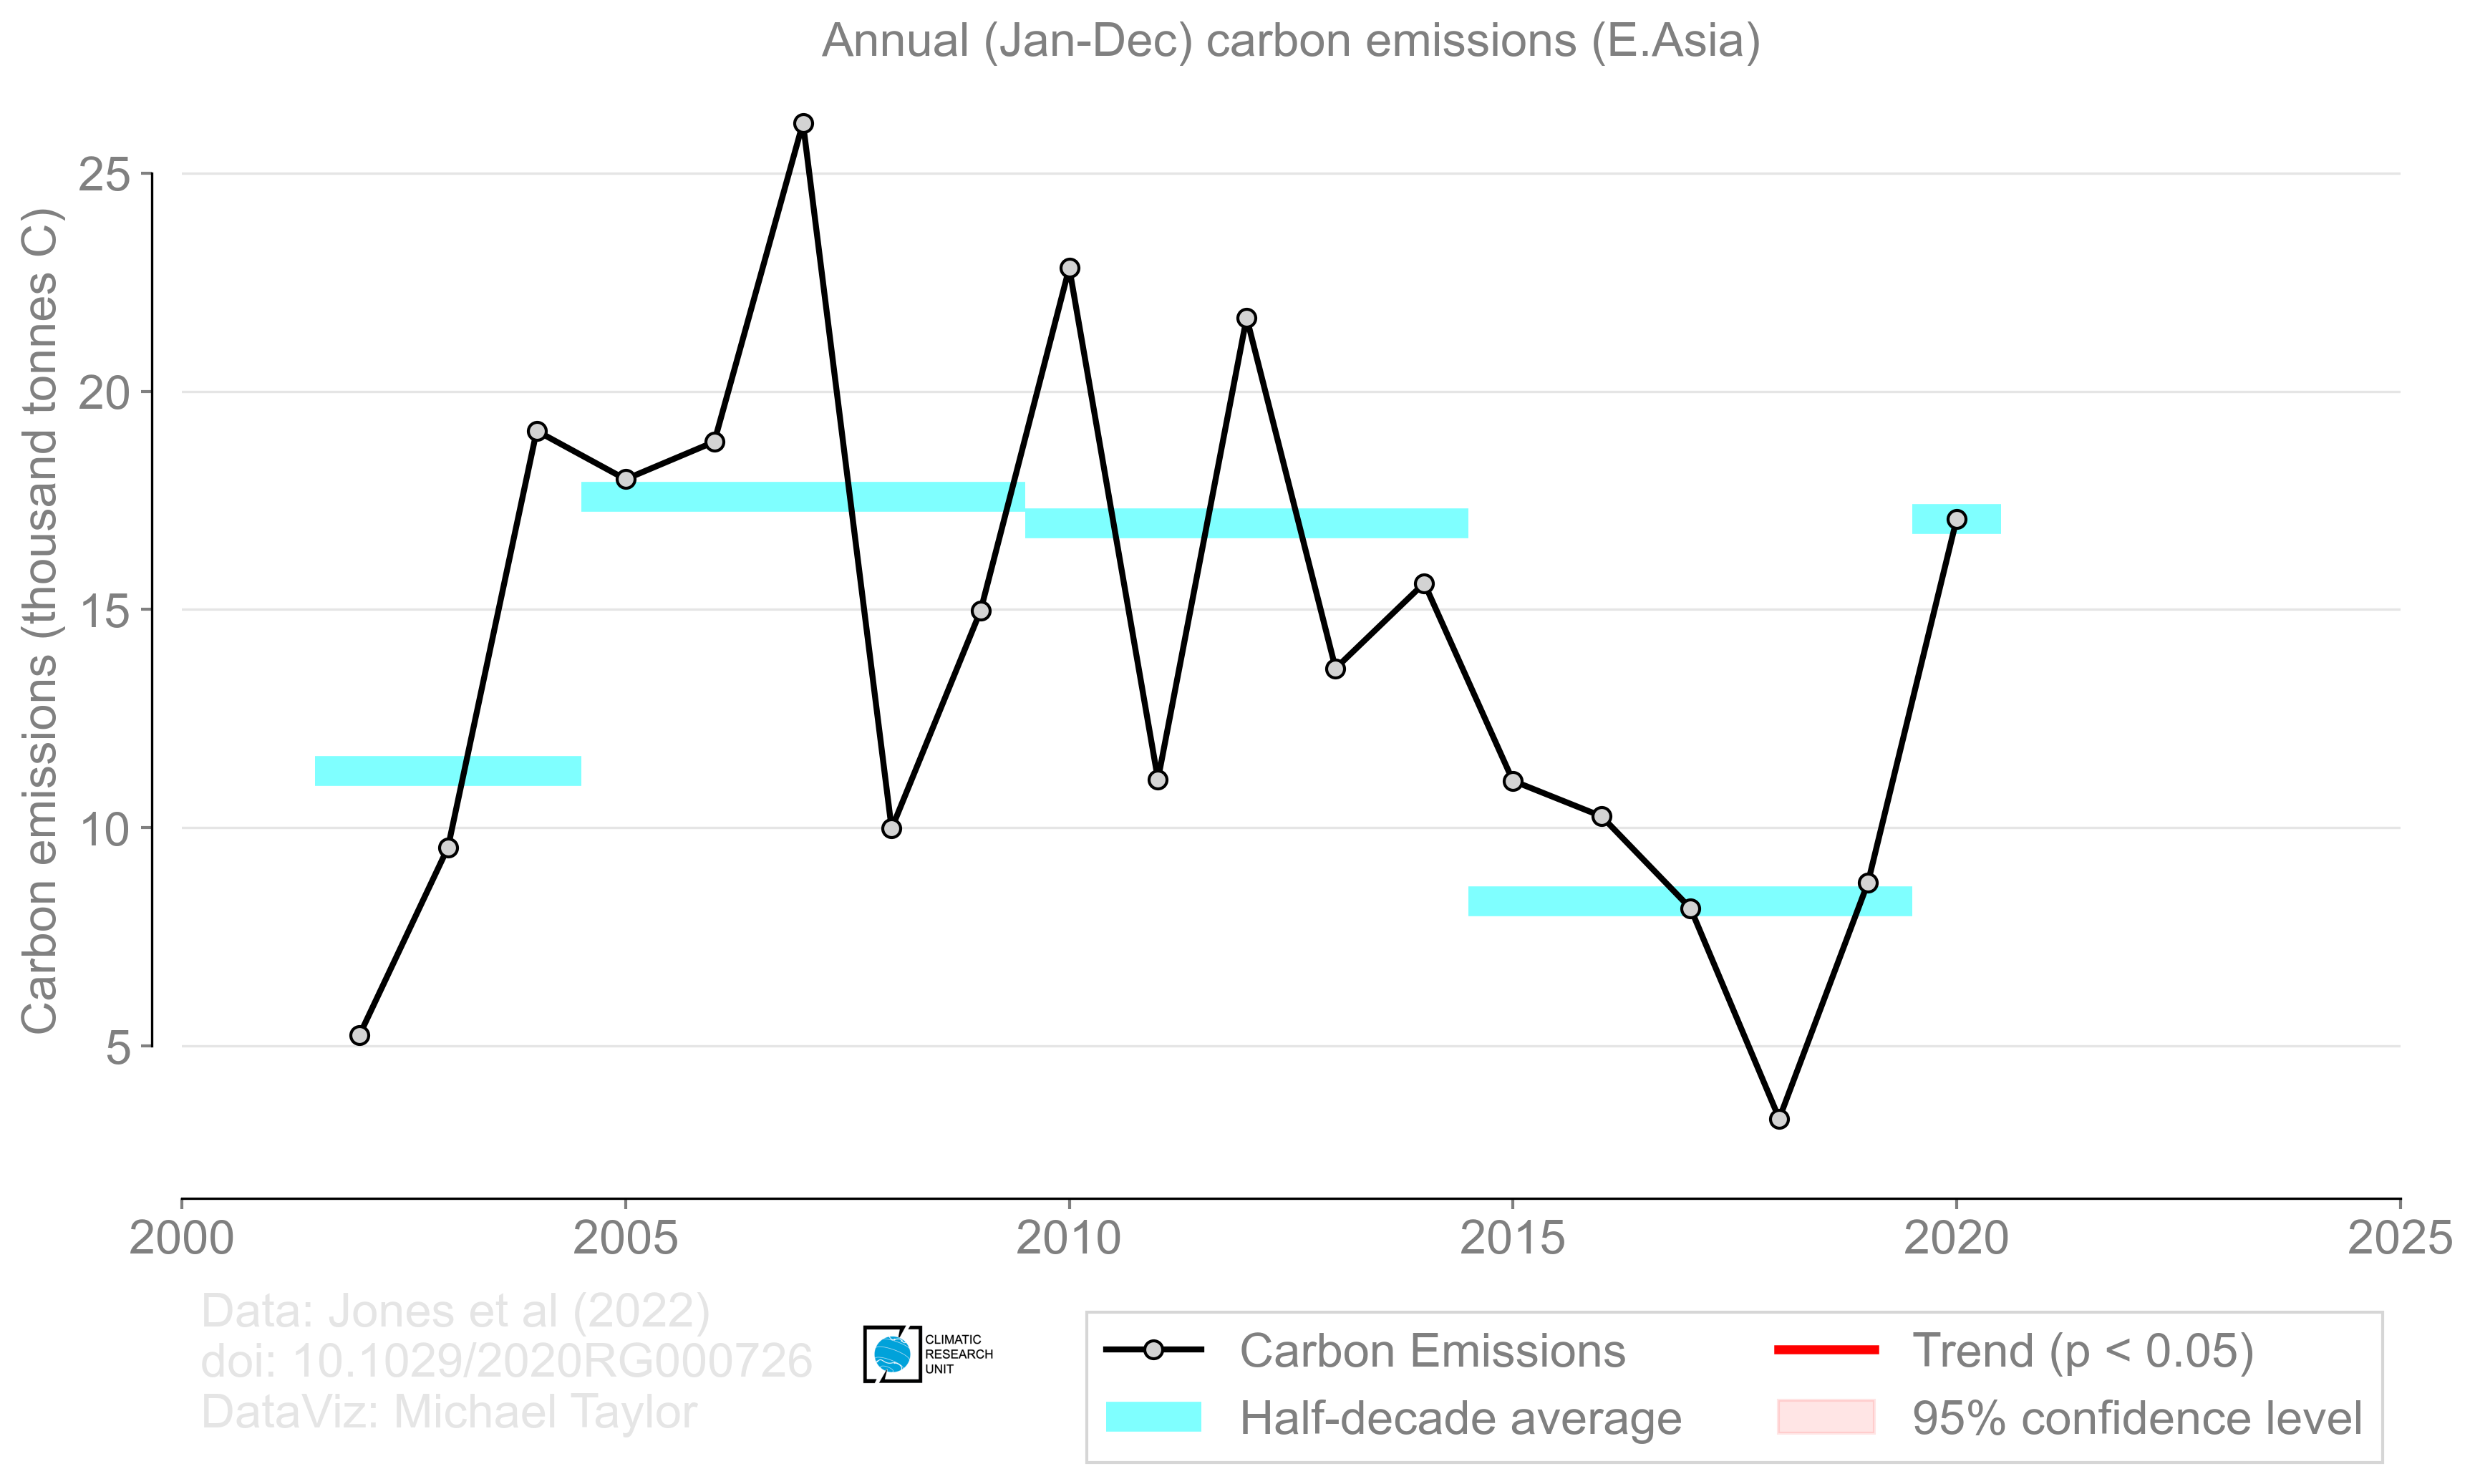 Annual (Jan-Dec) carbon emissions (E.Asia)
Carbon emissions (thousand tonnes C)
25
20
15
10
5
2000 2005 2010 2015 2020 2025
Data: Jones et al (2022)
doi: 10.1029/2020RG000726
DataViz: Michael Taylor
CLIMATIC
RESEARCH
UNIT
Carbon Emissions
Half-decade average
Trend (p < 0.05)
95% confidence level